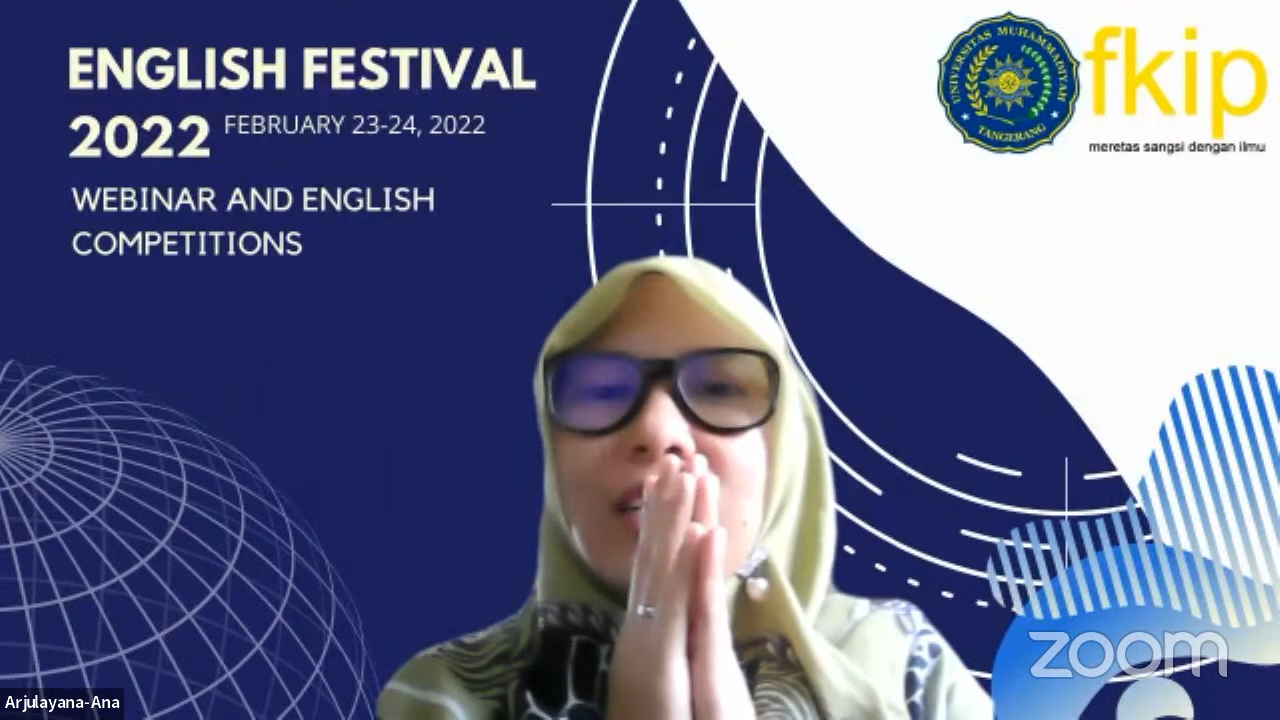 ENGLISH FESTIVAL
2022 FEBRUARY 23-24, 2022
WEBINAR AND ENGLISH
COMPETITIONS
UNIVERSITAS MUHAMMADIYAH
TANGERANG
fkip
meretas sangsi dengan ilmu
zoom
Arjulayana-Ana